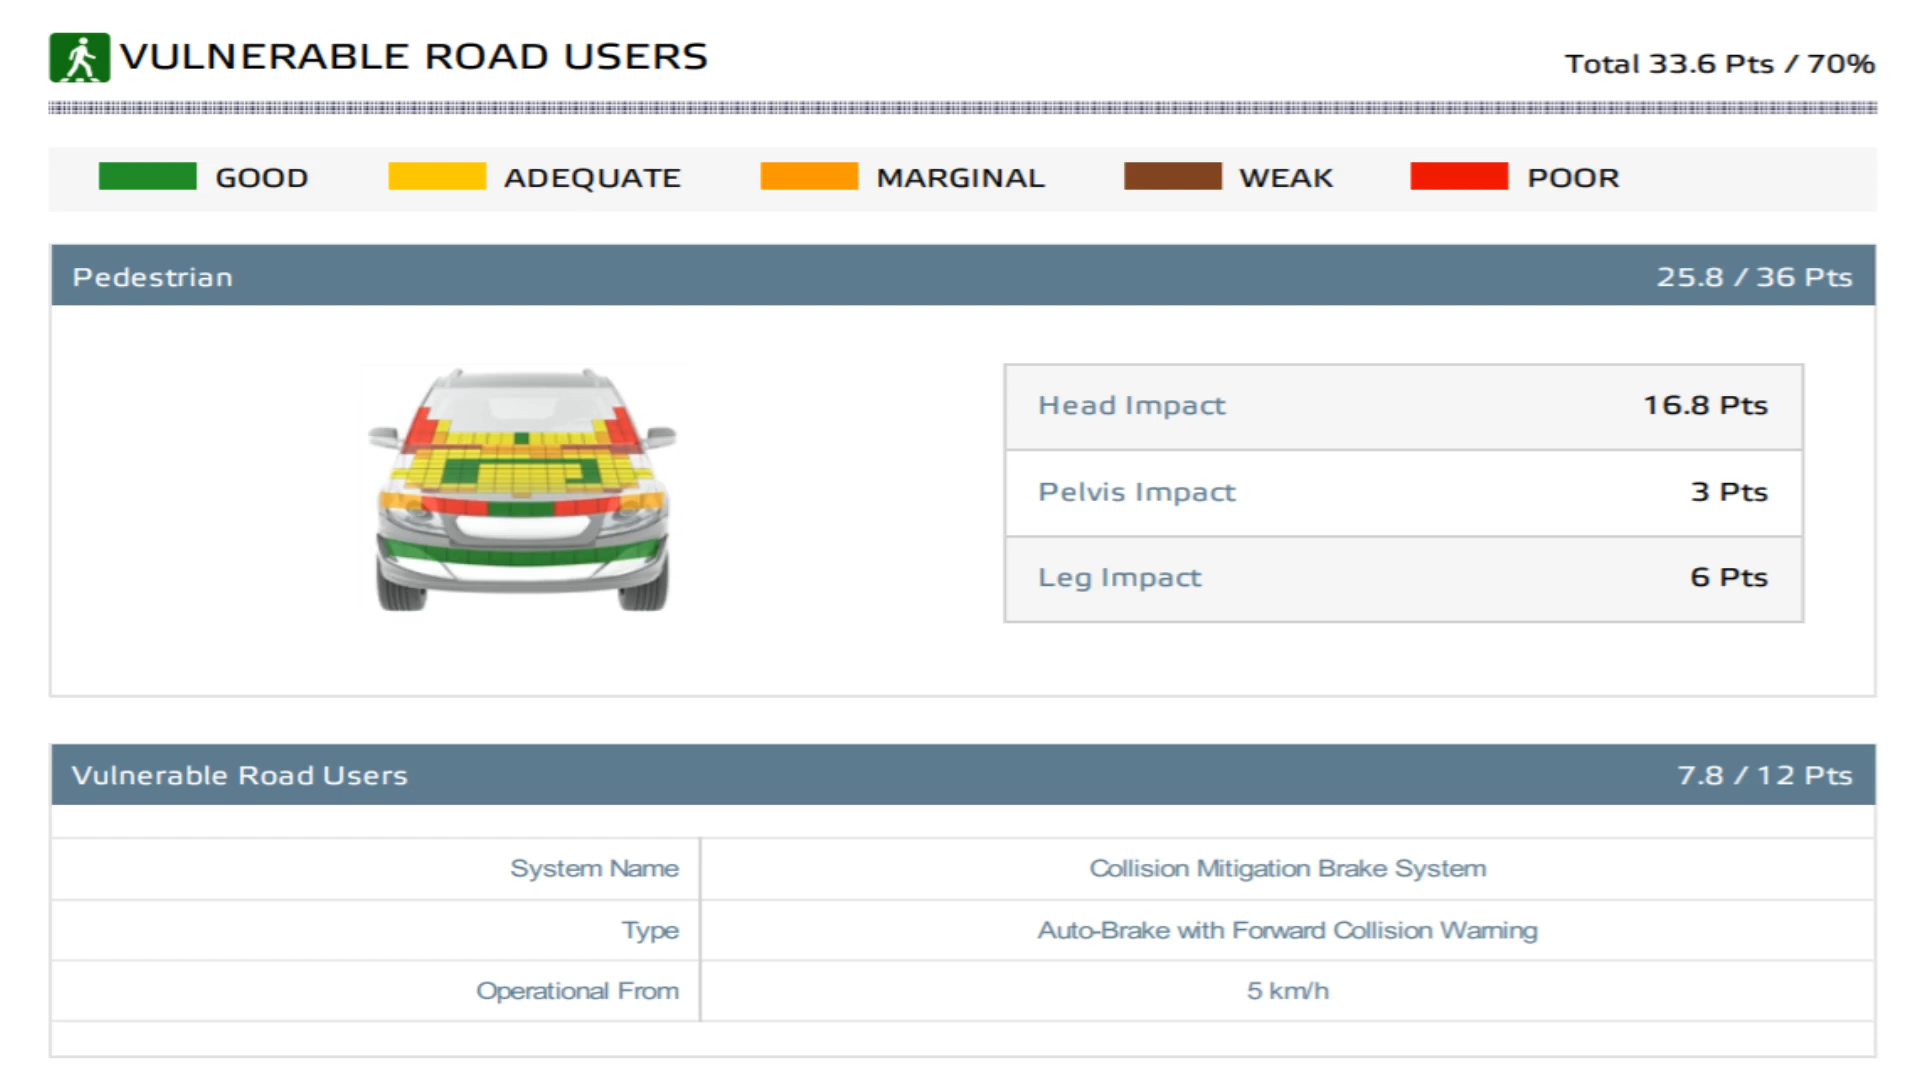 VULNERABLE ROAD USERS
Total 33.6 Pts / 70%
GOOD ADEQUATE MARGINAL WEAK POOR
Pedestrian 25.8 / 36 Pts
Head Impact 16.8 Pts
Pelvis Impact 3 Pts
Leg Impact 6 Pts
Vulnerable Road Users 7.8 / 12 Pts
System Name Collision Mitigation Brake System
Type Auto-Brake with Forward Collision Warning
Operational From 5 km/h